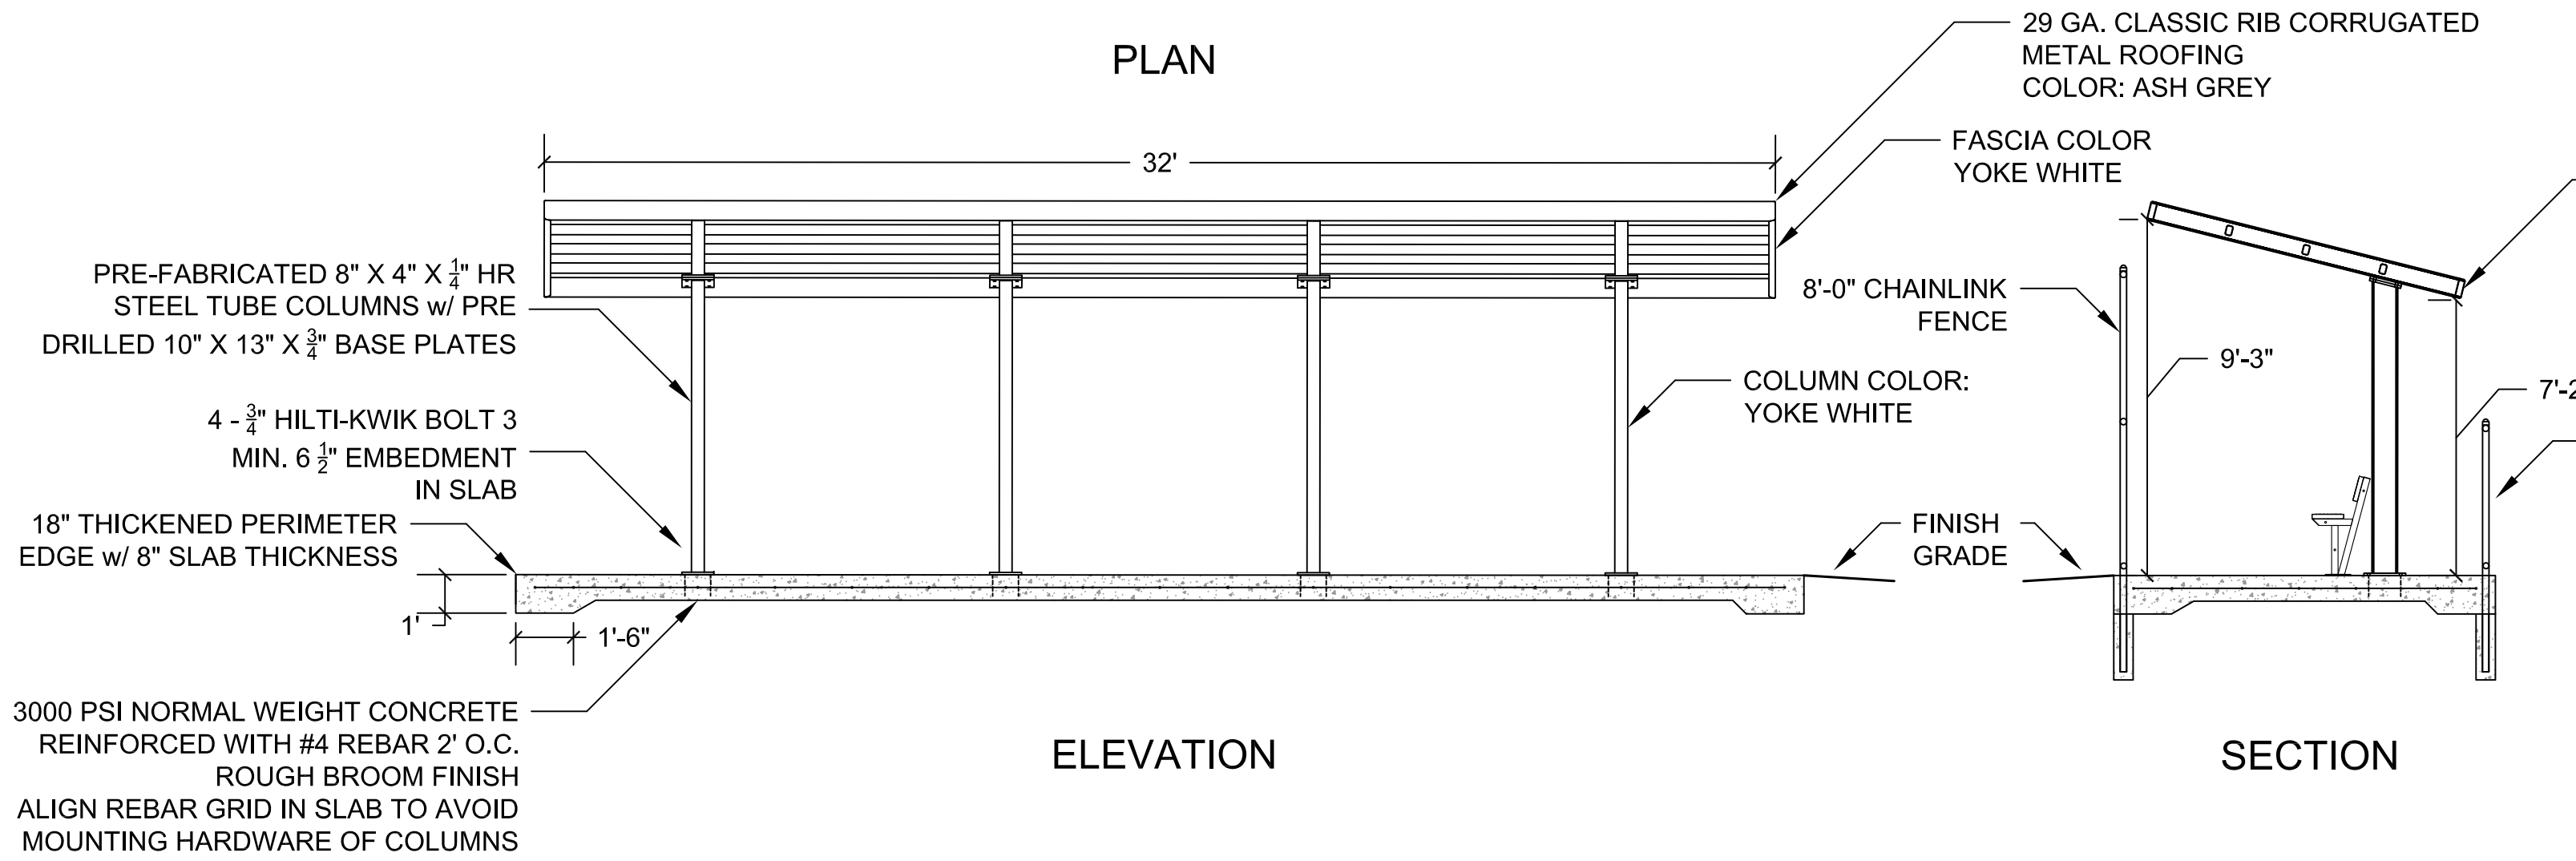 PLAN
29 GA. CLASSIC RIB CORRUGATED
METAL ROOFING
COLOR: ASH GREY
32'
FASCIA COLOR
YOKE WHITE
PRE-FABRICATED 8" X 4" X 1/4" HR
STEEL TUBE COLUMNS w/ PRE
DRILLED 10" X 13" X 3/4" BASE PLATES
4 - 3/4" HILTI-KWIK BOLT 3
MIN. 6 1/2" EMBEDMENT
IN SLAB
18" THICKENED PERIMETER
EDGE w/ 8" SLAB THICKNESS
1'
1'-6"
3000 PSI NORMAL WEIGHT CONCRETE
REINFORCED WITH #4 REBAR 2' O.C.
ROUGH BROOM FINISH
ALIGN REBAR GRID IN SLAB TO AVOID
MOUNTING HARDWARE OF COLUMNS
ELEVATION
COLUMN COLOR:
YOKE WHITE
FINISH
GRADE
8'-0" CHAINLINK
FENCE
9'-3"
7'-2
SECTION